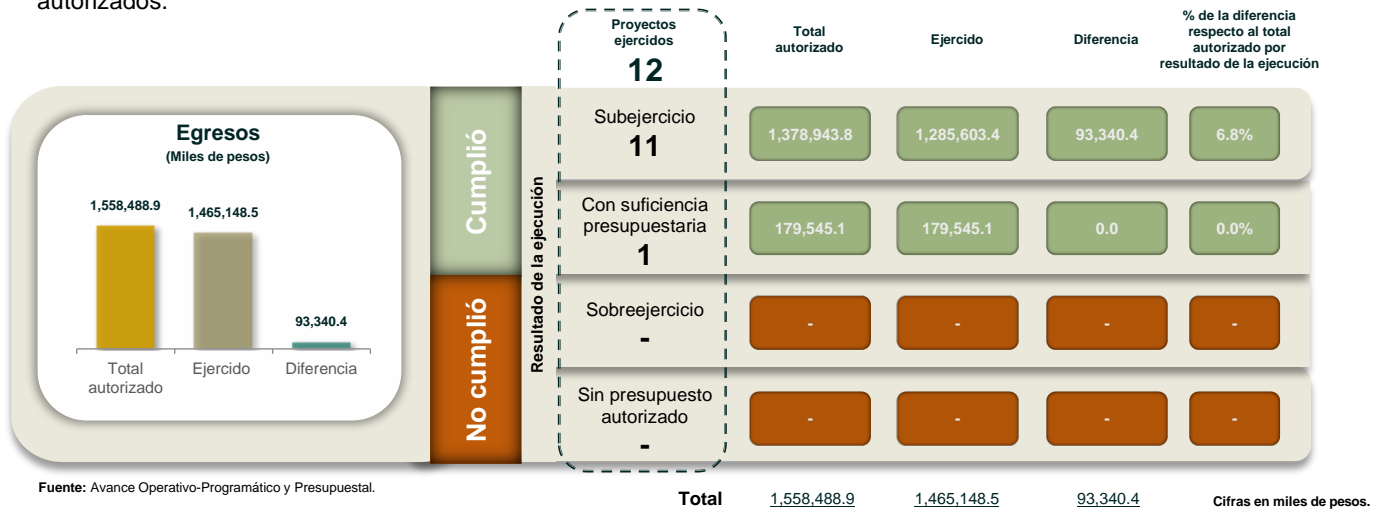 autorizados.
Egresos
(Miles de pesos)
1,558,488.9
1,465,148.5
93,340.4
Total
autorizado
Ejercido
Diferencia
Cumplió
No cumplió
Resultado de la ejecución
Proyectos
ejercidos
12
Total
autorizado
Ejercido
Diferencia
% de la diferencia
respecto al total
autorizado por
resultado de la ejecución
Subejercicio
11
1,378,943.8
1,285,603.4
93,340.4
6.8%
Con suficiencia
presupuestaria
1
179,545.1
179,545.1
0.0
0.0%
Sobreejercicio
-
-
-
-
-
Sin presupuesto
autorizado
-
-
-
-
-
Fuente: Avance Operativo-Programático y Presupuestal.
Total
1,558,488.9
1,465,148.5
93,340.4
Cifras en miles de pesos.